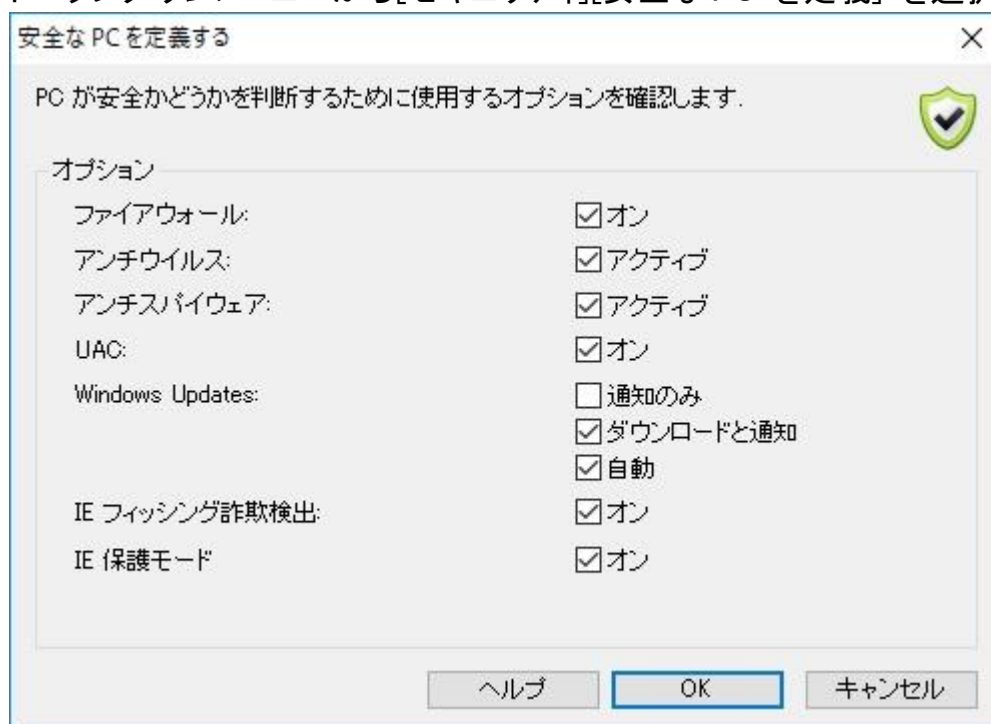 安全な PC を定義する
PC が安全かどうかを判断するために使用するオプションを確認します.
オプション
ファイアウォール: オン
アンチウイルス: アクティブ
アンチスパイウェア: アクティブ
UAC: オン
Windows Updates: 通知のみ
ダウンロードと通知
自動
IE フィッシング詐欺検出: オン
IE 保護モード オン
ヘルプ OK キャンセル